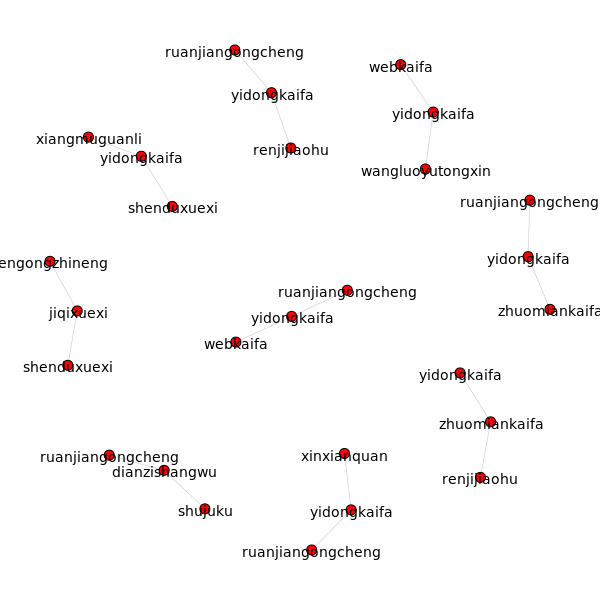 ruanjiangongcheng
yidongkaifa
renjijiaohu
webkaifa
yidongkaifa
wangluoyutongxin
xiangmuguanli
yidongkaifa
shenduxuexi
ruanjiangongcheng
yidongkaifa
zhuomiankaifa
engongzhineng
jiqixuexi
shenduxuexi
ruanjiangongcheng
yidongkaifa
webkaifa
yidongkaifa
zhuomiankaifa
renjijiaohu
ruanjiangongcheng
dianzishangwu
shujuku
xinxianquan
yidongkaifa
ruanjiangongcheng